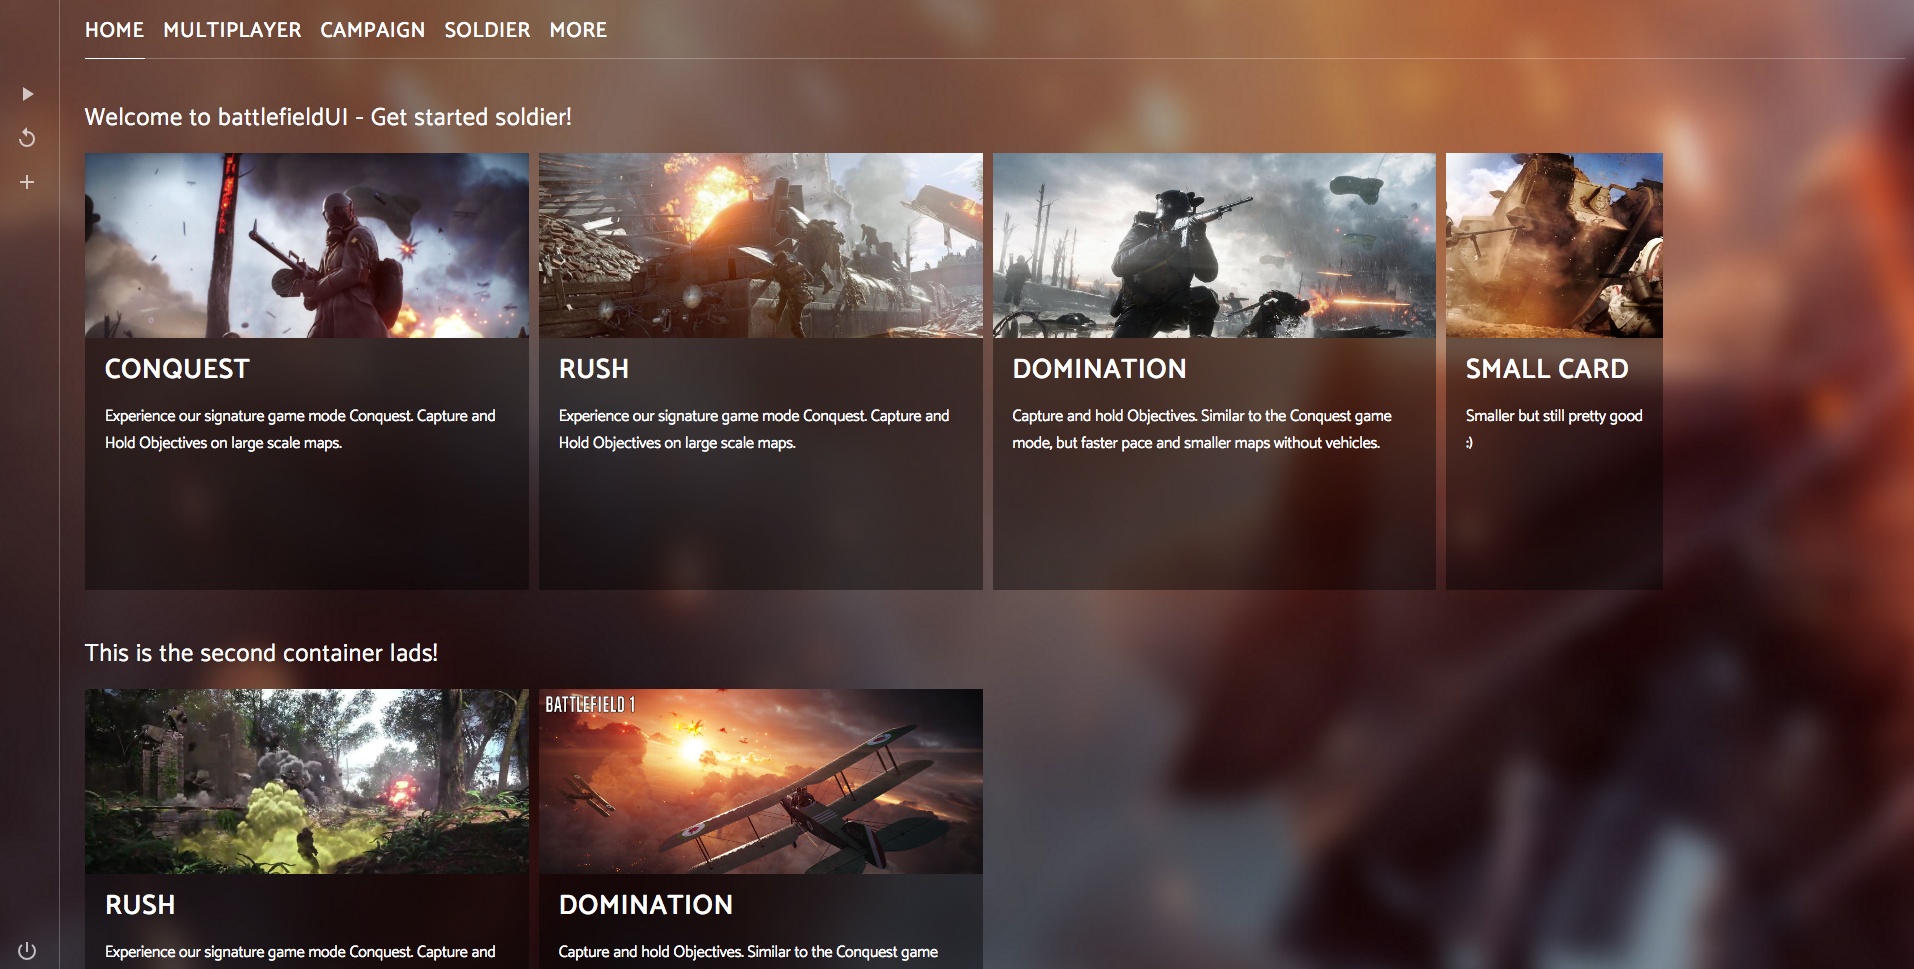 HOME MULTIPLAYER CAMPAIGN SOLDIER MORE
Welcome to battlefieldUI - Get started soldier!
CONQUEST
Experience our signature game mode Conquest. Capture and
Hold Objectives on large scale maps.
RUSH
Experience our signature game mode Conquest. Capture and
Hold Objectives on large scale maps.
DOMINATION
Capture and hold Objectives. Similar to the Conquest game
mode, but faster pace and smaller maps without vehicles.
SMALL CARD
Smaller but still pretty good
:)
This is the second container lads!
RUSH
Experience our signature game mode Conquest. Capture and
BATTLEFIELD 1
DOMINATION
Capture and hold Objectives. Similar to the Conquest game